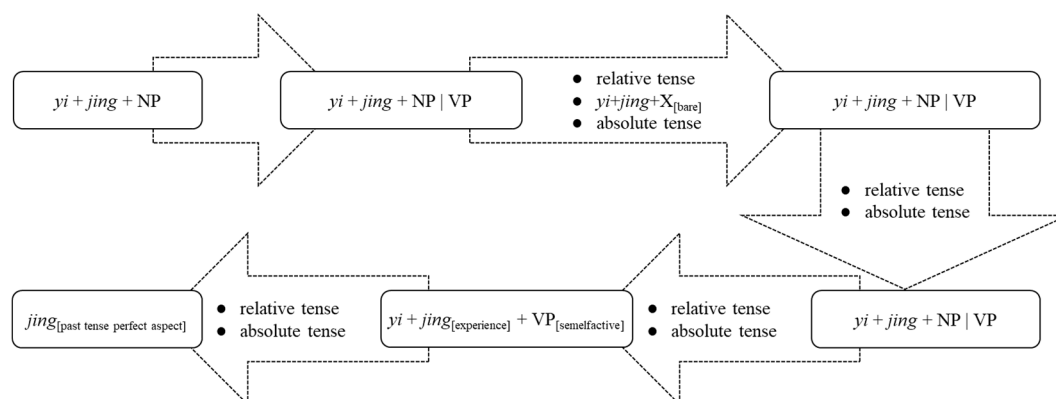 yi + jing + NP
yi + jing + NP | VP
● relative tense
● yi+jing+X[bare]
● absolute tense
yi + jing + NP | VP
● relative tense
● absolute tense
yi + jing + NP | VP
● relative tense
● absolute tense
yi + jing[experience] + VP[semelfactive]
● relative tense
● absolute tense
jing[past tense perfect aspect]